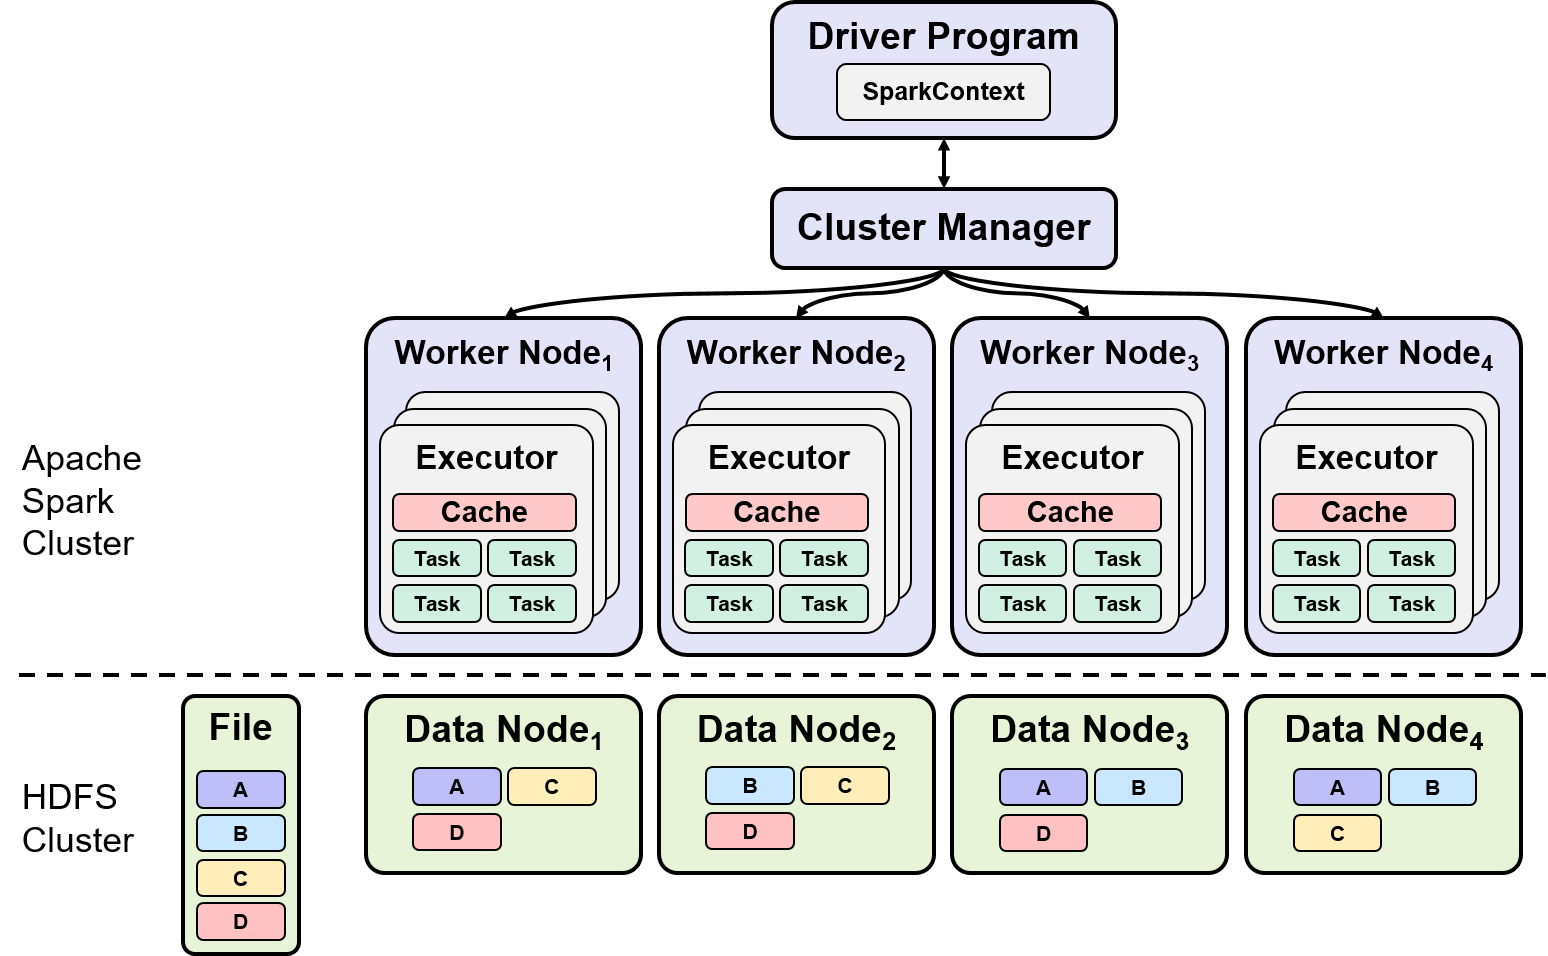 Driver Program
SparkContext
Cluster Manager
Worker Node1
Worker Node2
Worker Node3
Worker Node4
Executor
Executor
Executor
Executor
Cache
Cache
Cache
Cache
Task Task
Task Task
Task Task
Task Task
Task Task
Task Task
Task Task
Task Task
Apache
Spark
Cluster
HDFS
Cluster
File
A
B
C
D
Data Node1
A C
D
Data Node2
B C
D
Data Node3
A B
D
Data Node4
A B
C